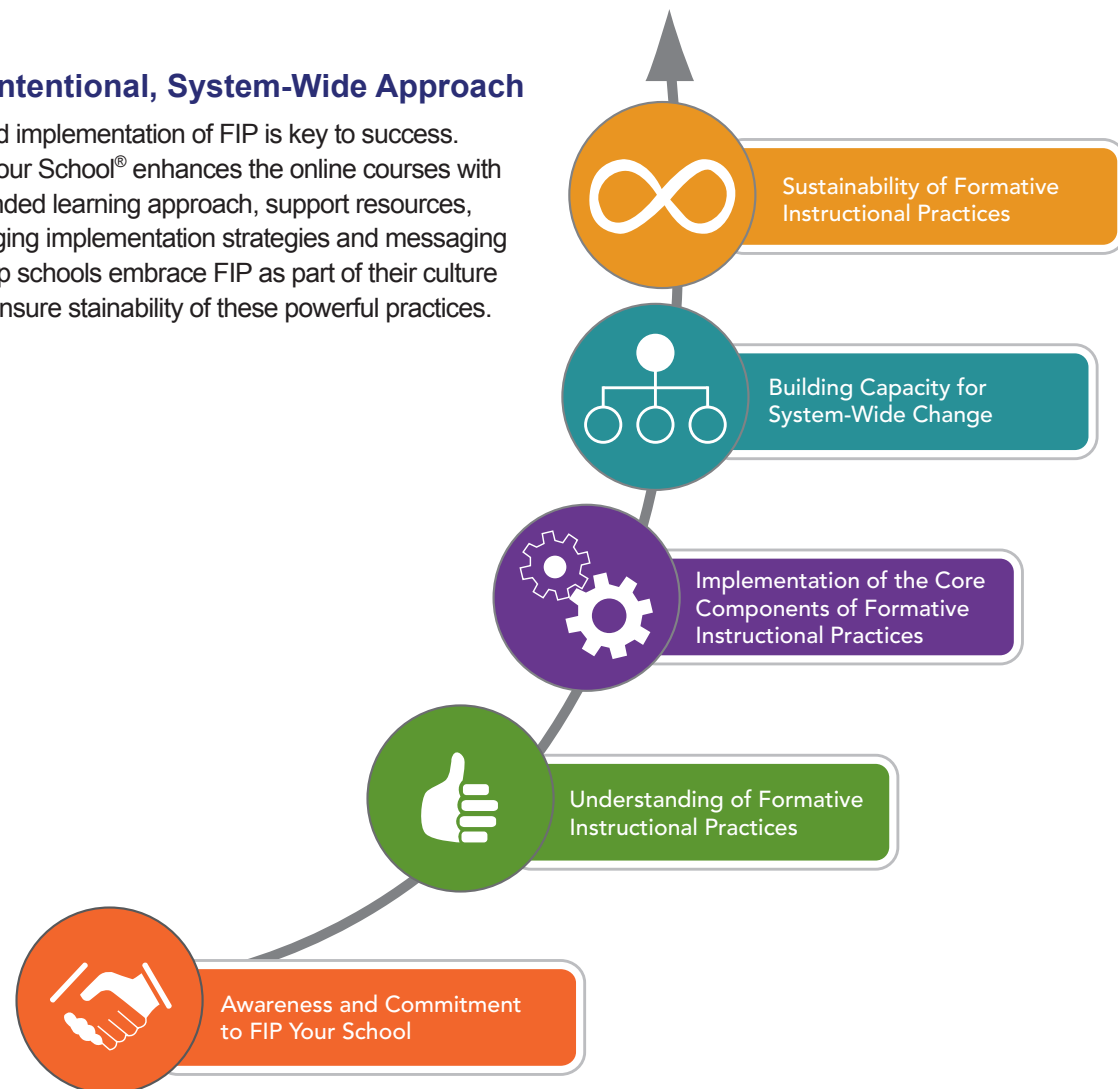 ntentional, System-Wide Approach
d implementation of FIP is key to success.
our School® enhances the online courses with
nded learning approach, support resources,
ging implementation strategies and messaging
p schools embrace FIP as part of their culture
nsure stainability of these powerful practices.
Sustainability of Formative
Instructional Practices
Building Capacity for
System-Wide Change
Implementation of the Core
Components of Formative
Instructional Practices
Understanding of Formative
Instructional Practices
Awareness and Commitment
to FIP Your School